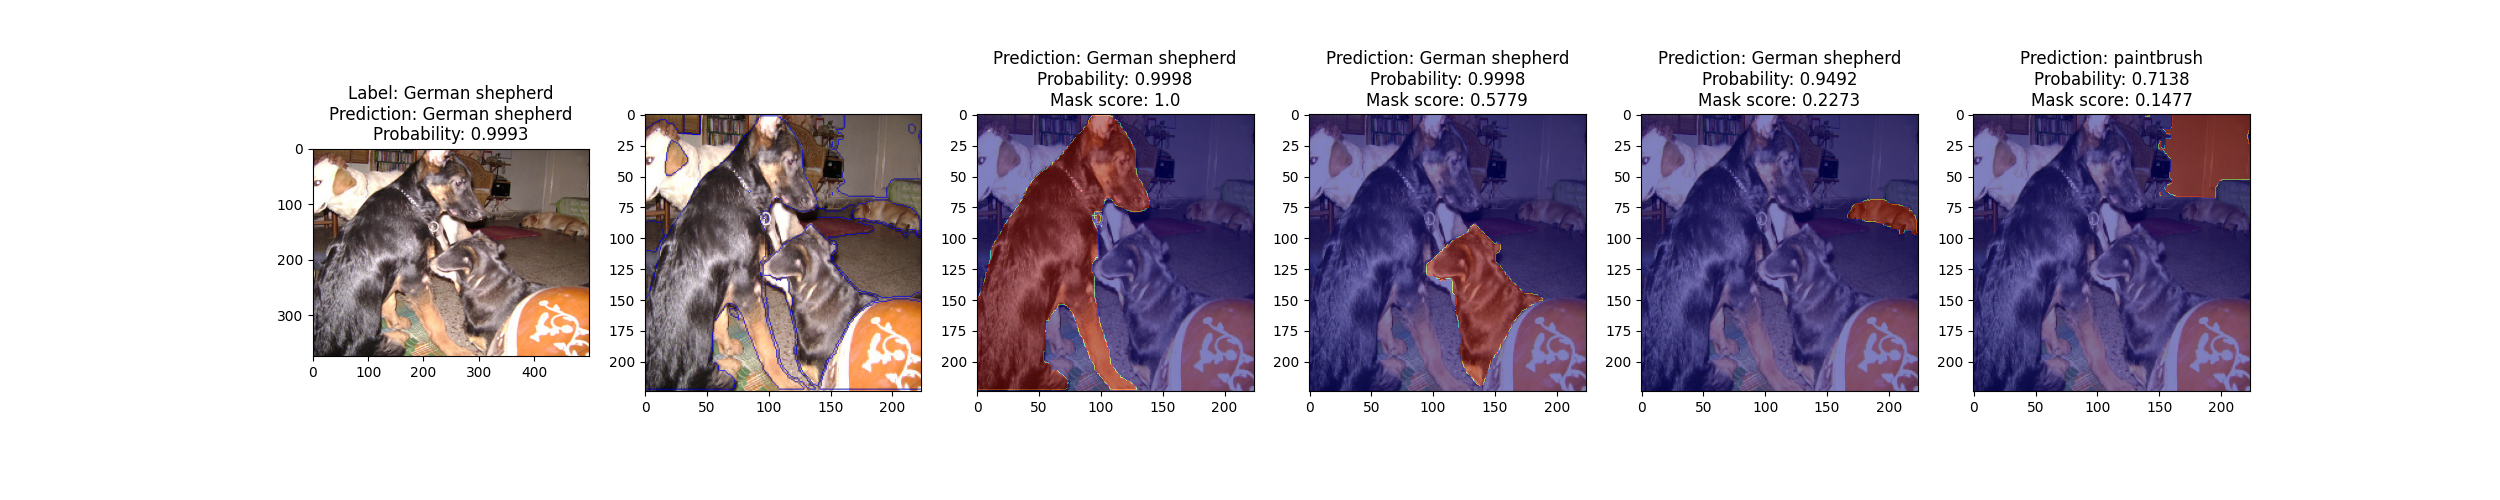 Label: German shepherd
Prediction: German shepherd
Probability: 0.9993
0
100
200
300
0 100 200 300 400
0
25
50
75
100
125
150
175
200
0 50 100 150 200
Prediction: German shepherd
Probability: 0.9998
Mask score: 1.0
0
25
50
75
100
125
150
175
200
0 50 100 150 200
Prediction: German shepherd
Probability: 0.9998
Mask score: 0.5779
0
25
50
75
100
125
150
175
200
0 50 100 150 200
Prediction: German shepherd
Probability: 0.9492
Mask score: 0.2273
0
25
50
75
100
125
150
175
200
0 50 100 150 200
Prediction: paintbrush
Probability: 0.7138
Mask score: 0.1477
0
25
50
75
100
125
150
175
200
0 50 100 150 200